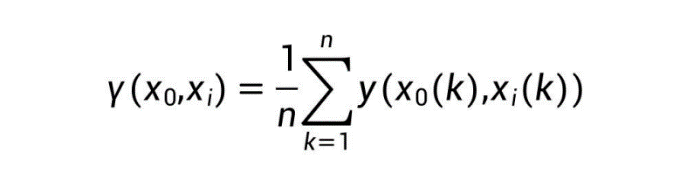 γ(x₀,xᵢ) = 1/n ∑ₖ₌₁ⁿ y(x₀(k),xᵢ(k))